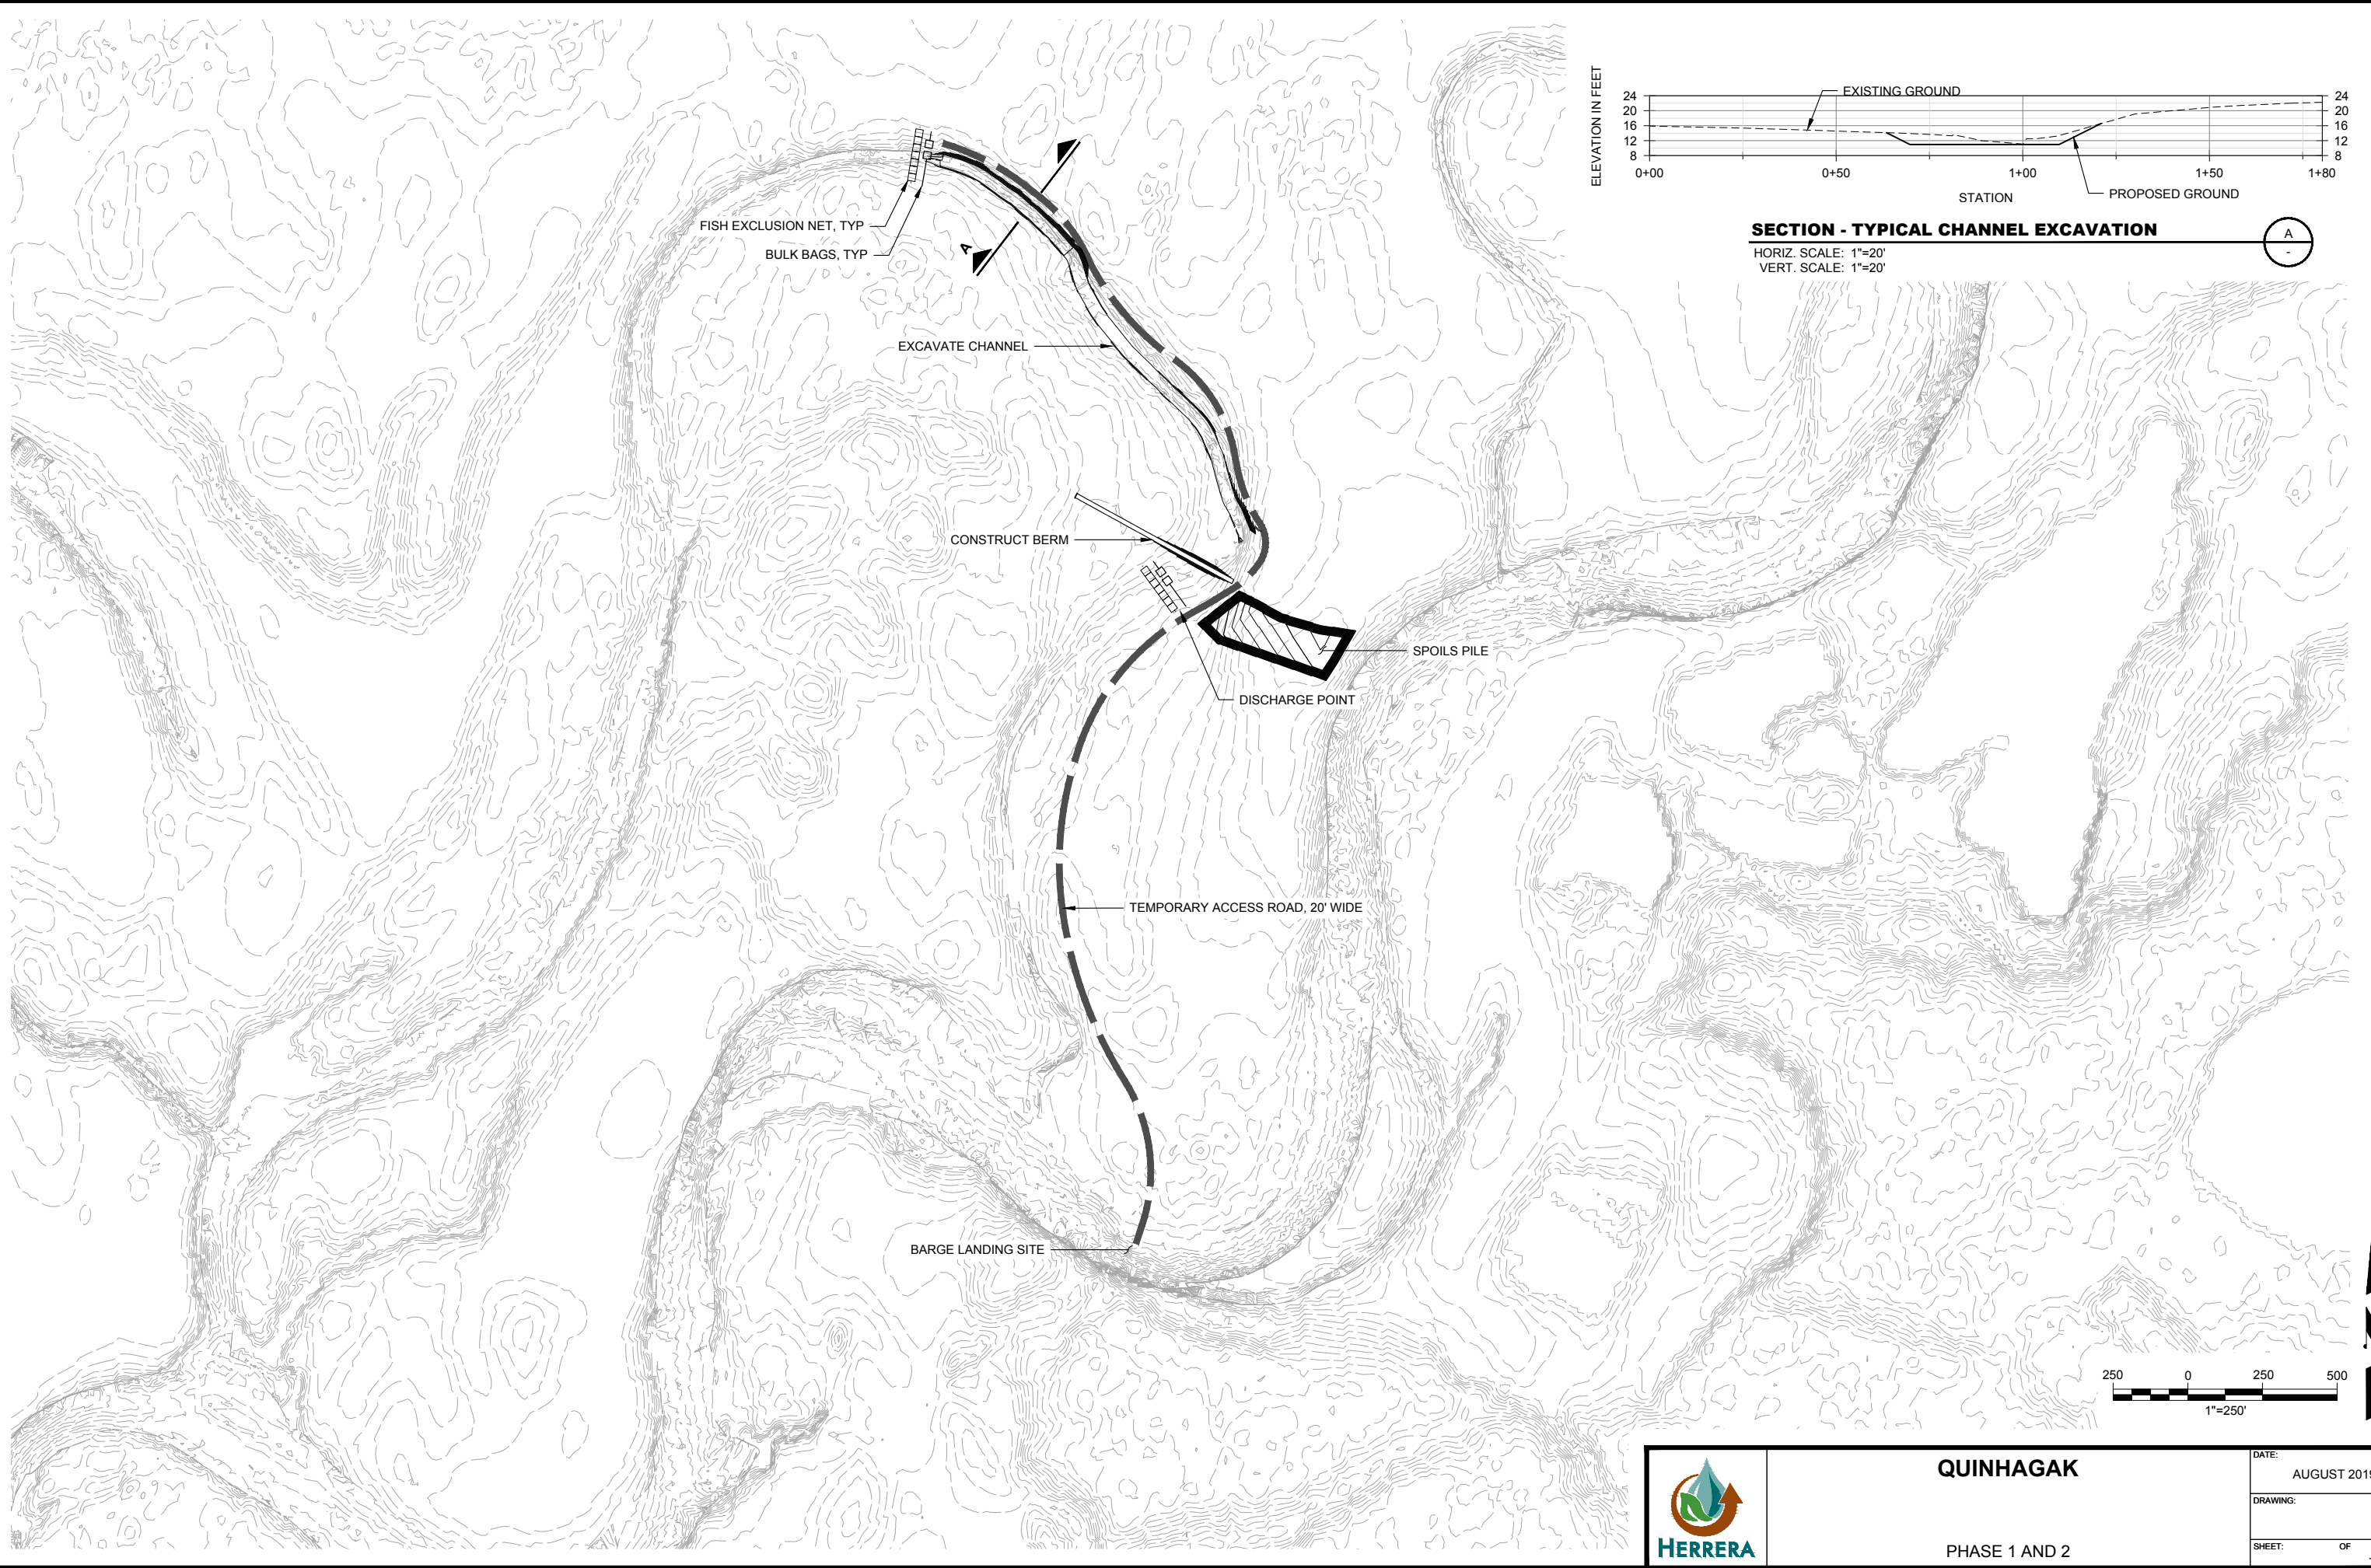 ELEVATION IN FEET
24
20
16
12
8
EXISTING GROUND
24
20
16
12
8
0+00
0+50
1+00
1+50
1+80
STATION
PROPOSED GROUND
SECTION - TYPICAL CHANNEL EXCAVATION
HORIZ. SCALE: 1"=20'
VERT. SCALE: 1"=20'
A
-
FISH EXCLUSION NET, TYP
BULK BAGS, TYP
A
EXCAVATE CHANNEL
CONSTRUCT BERM
SPOILS PILE
DISCHARGE POINT
TEMPORARY ACCESS ROAD, 20' WIDE
BARGE LANDING SITE
250 0 250 500
1"=250'
HERRERA
QUINHAGAK
PHASE 1 AND 2
DATE:
AUGUST 2019
DRAWING:
SHEET: OF